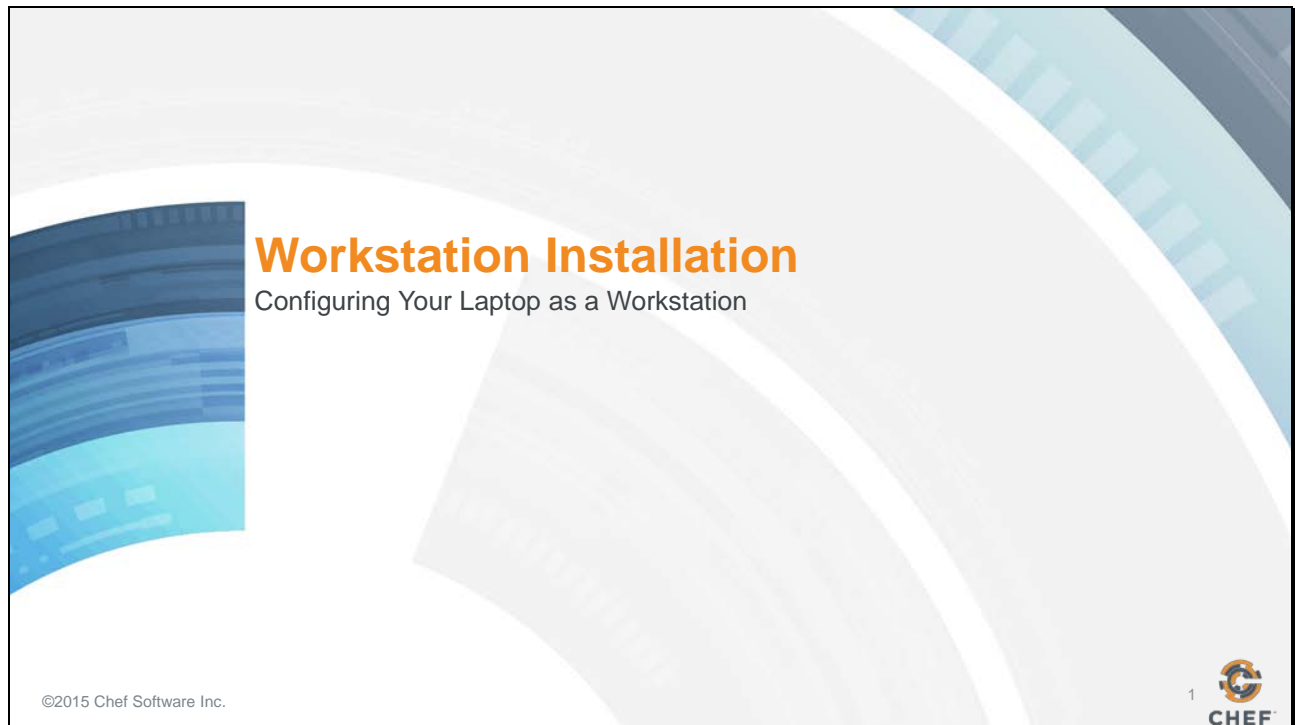 Workstation Installation
Configuring Your Laptop as a Workstation
©2015 Chef Software Inc.
1
CHEF